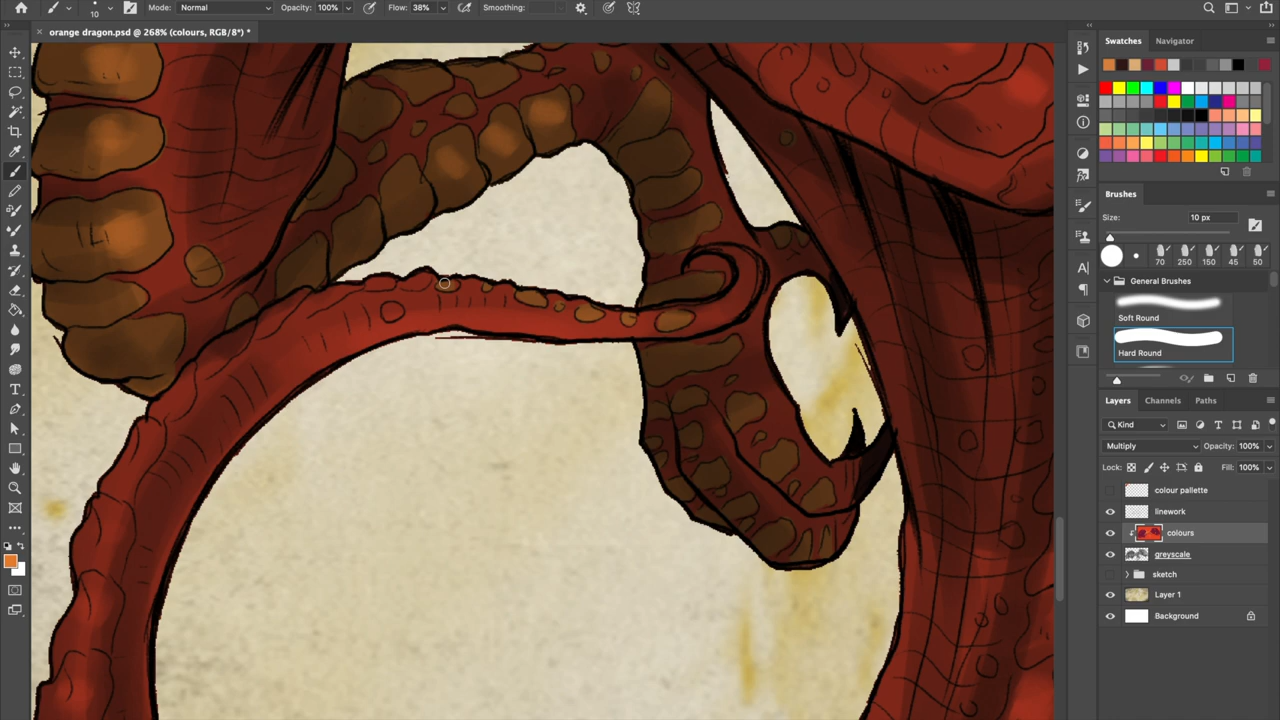 Mode: Normal Opacity: 100% Flow: 38% Smoothing:
orange dragon.psd @ 268% (colours, RGB/8*) *
10
Swatches Navigator
Brushes
Size: 10 px
70 250 150 45 50
General Brushes
Soft Round
Hard Round
Layers Channels Paths
Kind
Multiply Opacity: 100%
Lock: Fill: 100%
colour pallette
linework
colours
greyscale
sketch
Layer 1
Background